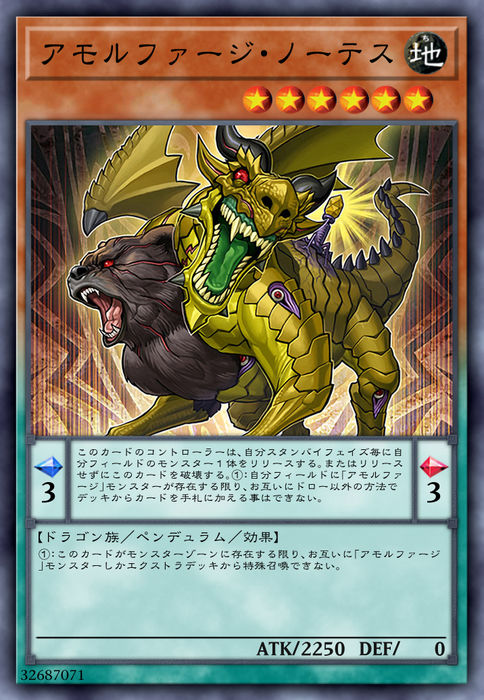 アモルファージ・ノーテス
ち
地
このカードのコントローラーは、自分スタンバイフェイズ毎に自
分フィールドのモンスター１体をリリースする。またはリリース
せずにこのカードを破壊する。①：自分フィールドに「アモルファ
ージ」モンスターが存在する限り、お互いにドロー以外の方法で
デッキからカードを手札に加える事はできない。
3
3
【ドラゴン族／ペンデュラム／効果】
①：このカードがモンスターゾーンに存在する限り、お互いに「アモルファージ
」モンスターしかエクストラデッキから特殊召喚できない。
ATK/2250 DEF/ 0
32687071